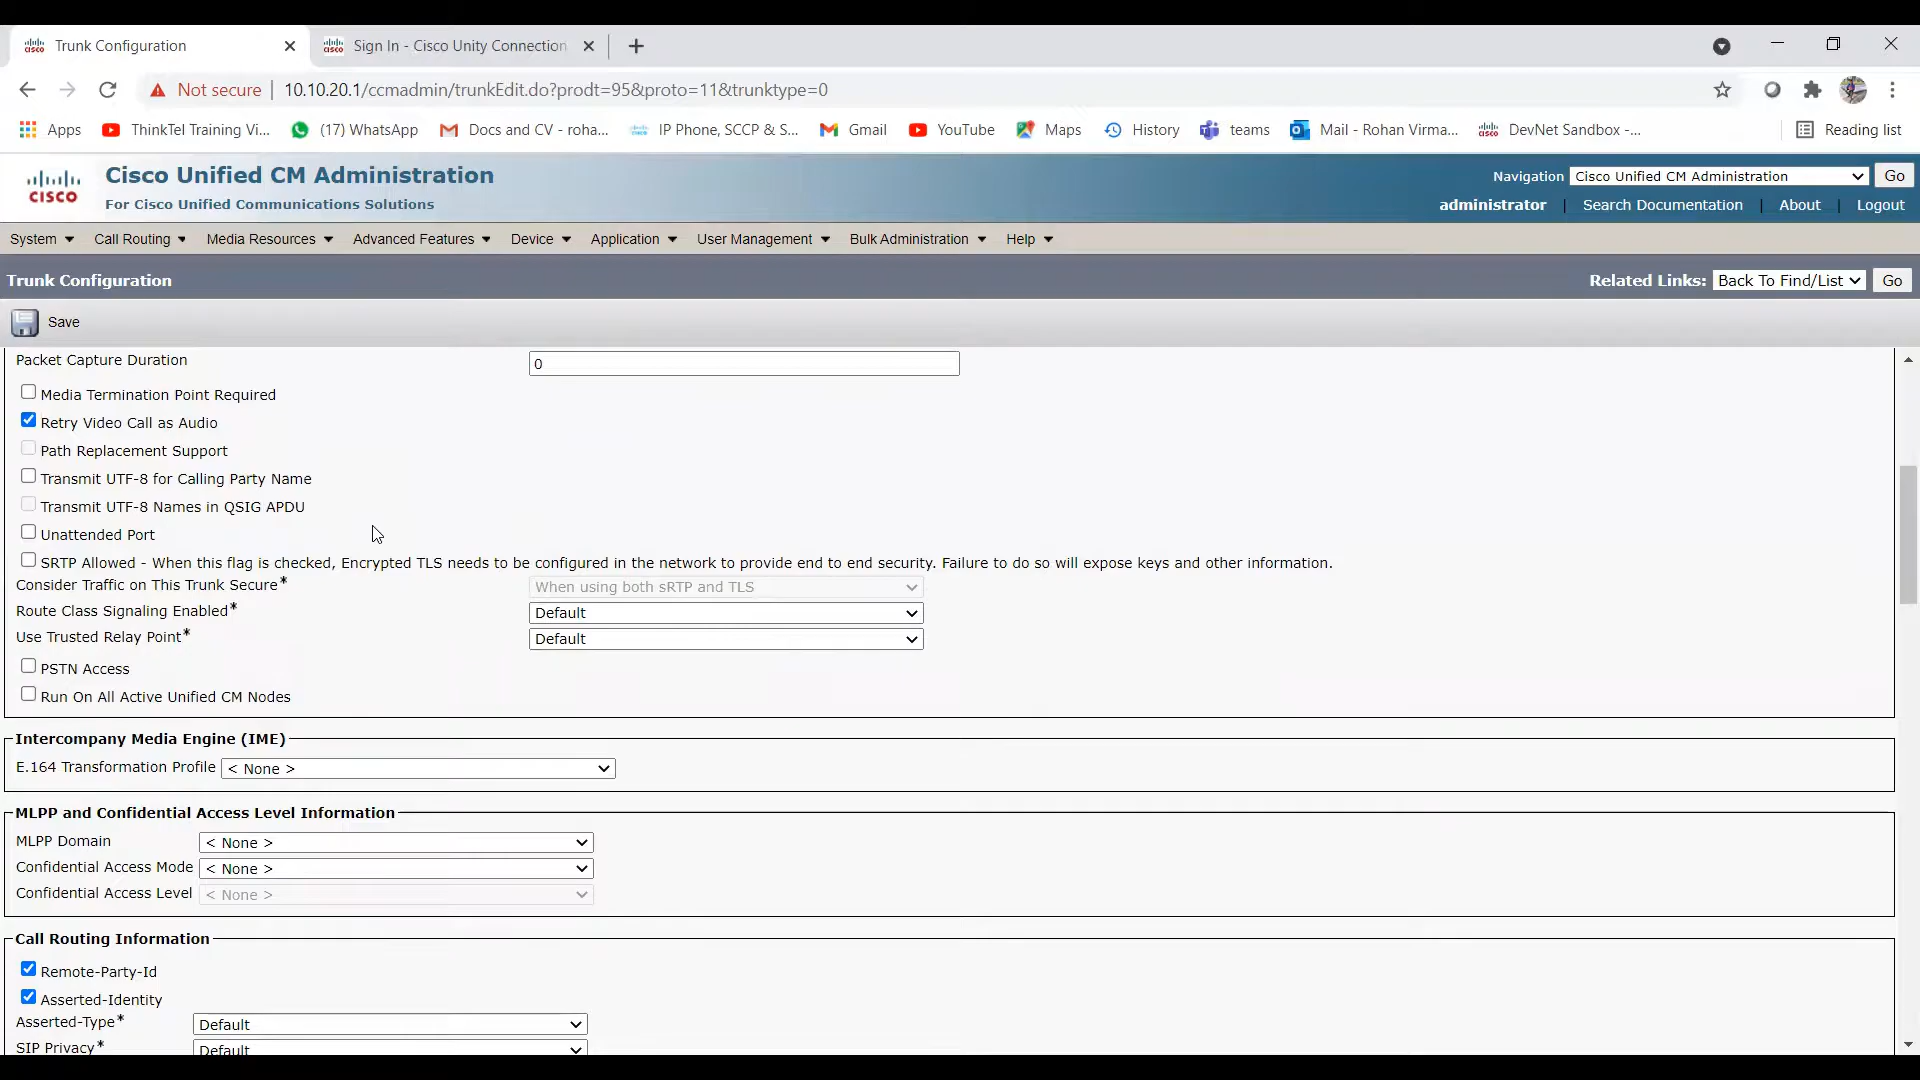 Trunk Configuration
Sign In - Cisco Unity Connection
Not secure
10.10.20.1/ccmadmin/trunkEdit.do?prodt=95&proto=11&trunktype=0
Apps
ThinkTel Training Vi...
(17) WhatsApp
Docs and CV - roha...
IP Phone, SCCP & S...
Gmail
YouTube
Maps
History
teams
Mail - Rohan Virma...
DevNet Sandbox -...
Reading list
CISCO
Cisco Unified CM Administration
For Cisco Unified Communications Solutions
Navigation Cisco Unified CM Administration Go
administrator | Search Documentation | About | Logout
System Call Routing Media Resources Advanced Features Device Application User Management Bulk Administration Help
Trunk Configuration
Related Links: Back To Find/List Go
Save
Packet Capture Duration 0
Media Termination Point Required
Retry Video Call as Audio
Path Replacement Support
Transmit UTF-8 for Calling Party Name
Transmit UTF-8 Names in QSIG APDU
Unattended Port
SRTP Allowed - When this flag is checked, Encrypted TLS needs to be configured in the network to provide end to end security. Failure to do so will expose keys and other information.
Consider Traffic on This Trunk Secure* When using both sRTP and TLS
Route Class Signaling Enabled* Default
Use Trusted Relay Point* Default
PSTN Access
Run On All Active Unified CM Nodes
Intercompany Media Engine (IME)
E.164 Transformation Profile < None >
MLPP and Confidential Access Level Information
MLPP Domain < None >
Confidential Access Mode < None >
Confidential Access Level < None >
Call Routing Information
Remote-Party-Id
Asserted-Identity
Asserted-Type* Default
SIP Privacy* Default